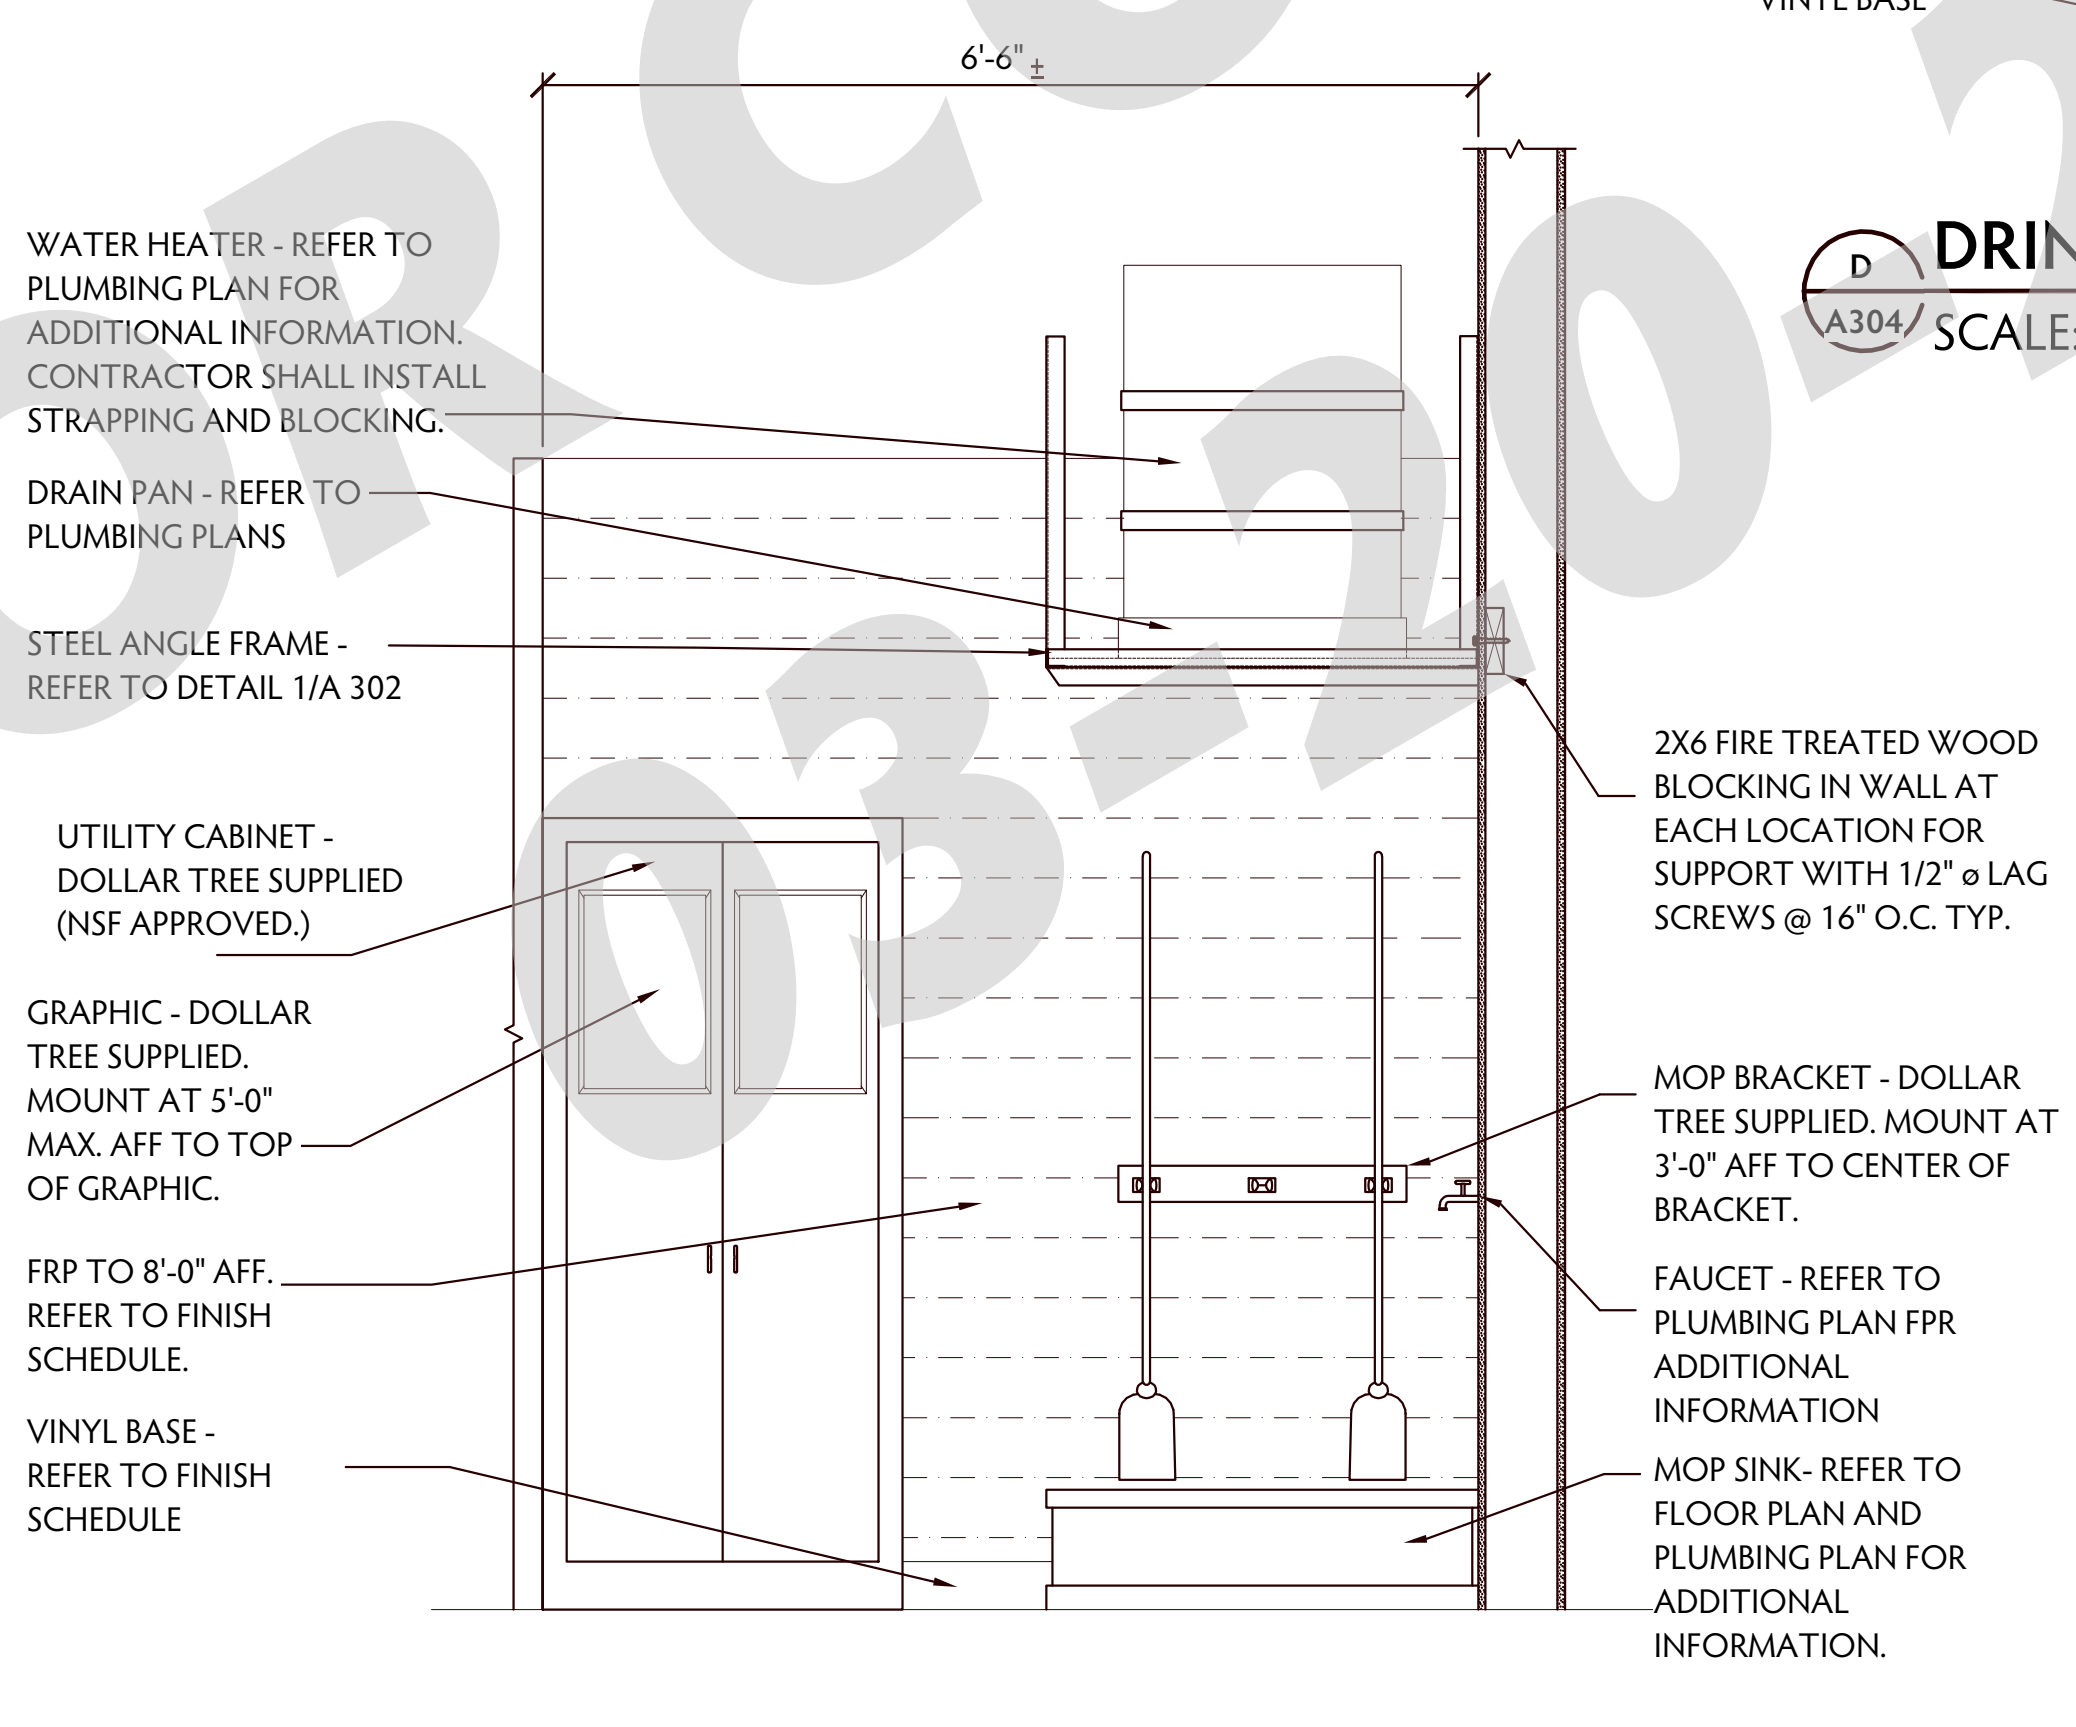 VINYL BASE
6'-6" ±
WATER HEATER - REFER TO
PLUMBING PLAN FOR
ADDITIONAL INFORMATION.
CONTRACTOR SHALL INSTALL
STRAPPING AND BLOCKING.
DRAIN PAN - REFER TO
PLUMBING PLANS
STEEL ANGLE FRAME -
REFER TO DETAIL 1/A 302
UTILITY CABINET -
DOLLAR TREE SUPPLIED
(NSF APPROVED.)
GRAPHIC - DOLLAR
TREE SUPPLIED.
MOUNT AT 5'-0"
MAX. AFF TO TOP
OF GRAPHIC.
FRP TO 8'-0" AFF.
REFER TO FINISH
SCHEDULE.
VINYL BASE -
REFER TO FINISH
SCHEDULE
D
A304
DRIN
SCALE:
2X6 FIRE TREATED WOOD
BLOCKING IN WALL AT
EACH LOCATION FOR
SUPPORT WITH 1/2" ø LAG
SCREWS @ 16" O.C. TYP.
MOP BRACKET - DOLLAR
TREE SUPPLIED. MOUNT AT
3'-0" AFF TO CENTER OF
BRACKET.
FAUCET - REFER TO
PLUMBING PLAN FPR
ADDITIONAL
INFORMATION
MOP SINK- REFER TO
FLOOR PLAN AND
PLUMBING PLAN FOR
ADDITIONAL
INFORMATION.
OR CO
03-20-2